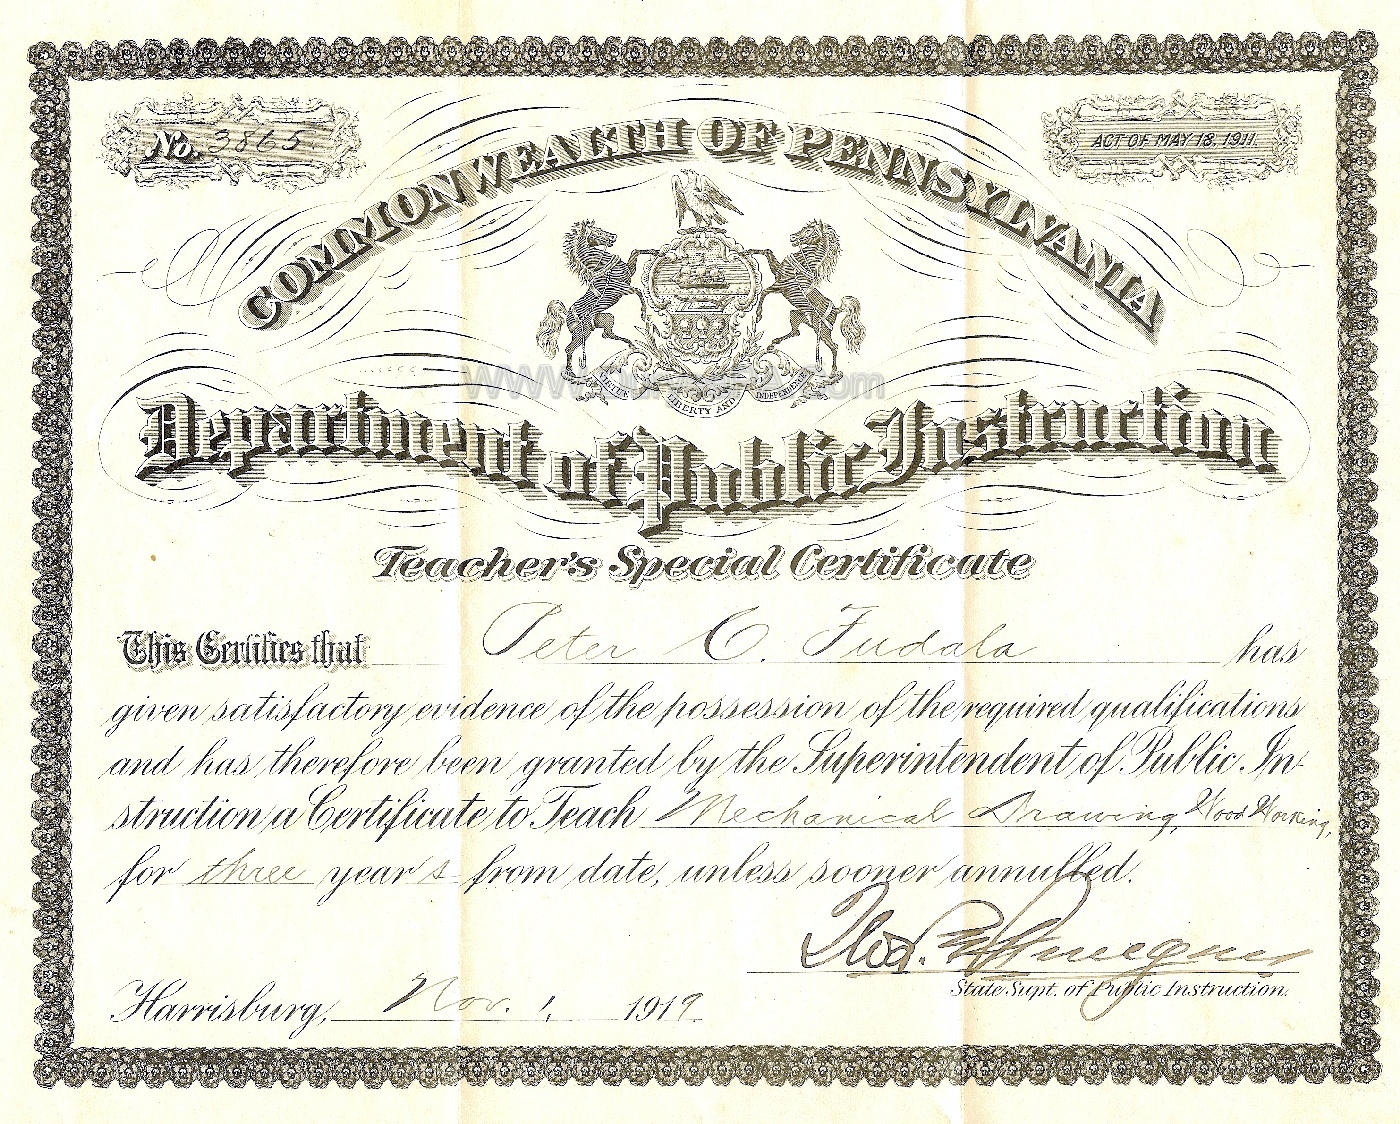 No. 3865
ACT OF MAY 18, 1911.
COMMONWEALTH OF PENNSYLVANIA
VIRTUE LIBERTY AND INDEPENDENCE
Department of Public Instruction
Teacher's Special Certificate
This Certifies that Peter C. Fudala has
given satisfactory evidence of the possession of the required qualifications
and has therefore been granted by the Superintendent of Public In-
struction a Certificate to Teach Mechanical Drawing, Wood Working,
for three years from date, unless sooner annulled.
Thos.
State Supt. of Public Instruction.
Harrisburg, Nov. 1, 1919